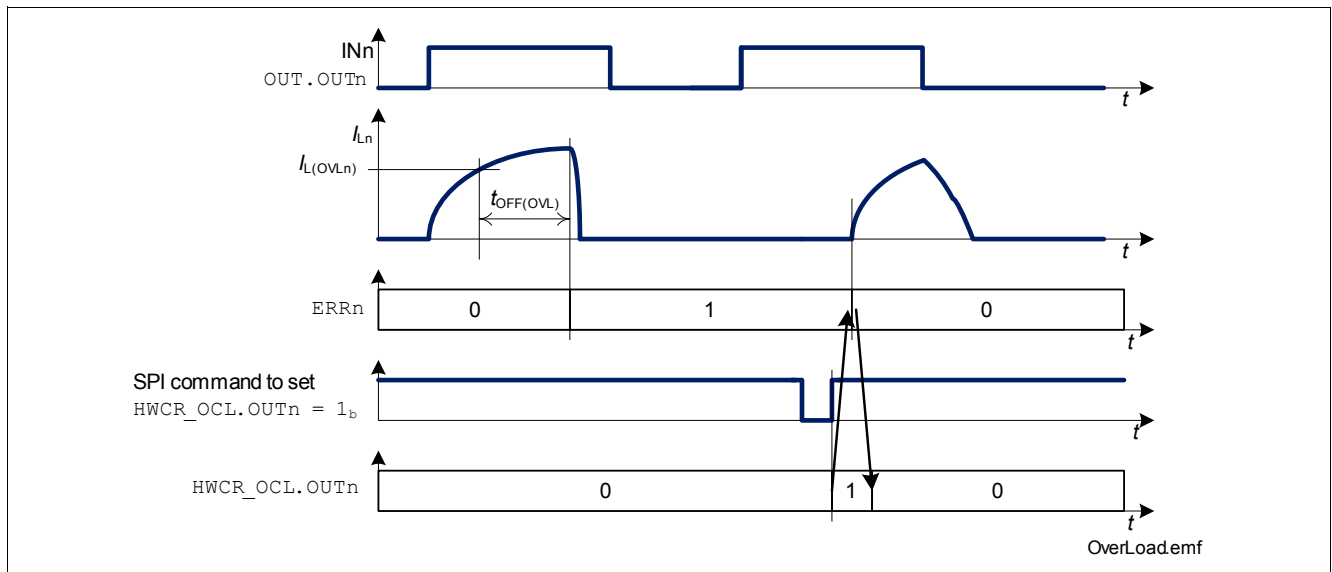 INn
OUT.OUTn
t
ILn
IL(OVLn)
tOFF(OVL)
t
ERRn
0
1
0
t
SPI command to set
HWCR_OCL.OUTn = 1b
t
HWCR_OCL.OUTn
0
1
0
t
OverLoad.emf